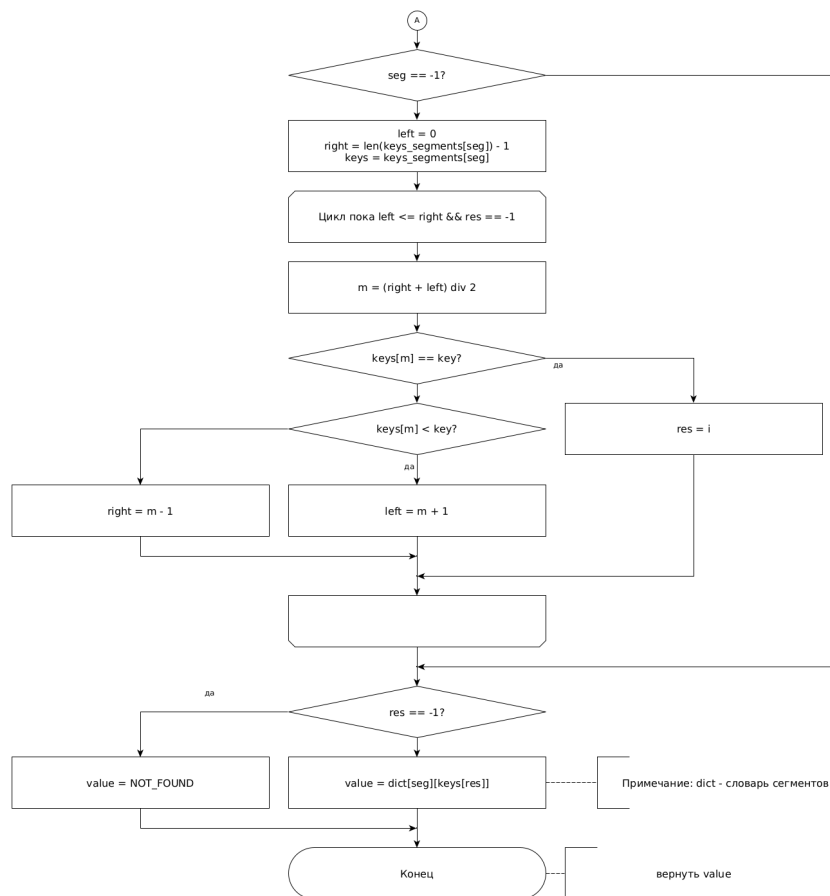 A
seg == -1?
left = 0
right = len(keys_segments[seg]) - 1
keys = keys_segments[seg]
Цикл пока left <= right && res == -1
m = (right + left) div 2
keys[m] == key?
да
keys[m] < key?
res = i
да
right = m - 1
left = m + 1
да
res == -1?
value = NOT_FOUND
value = dict[seg][keys[res]]
Примечание: dict - словарь сегментов
Конец
вернуть value